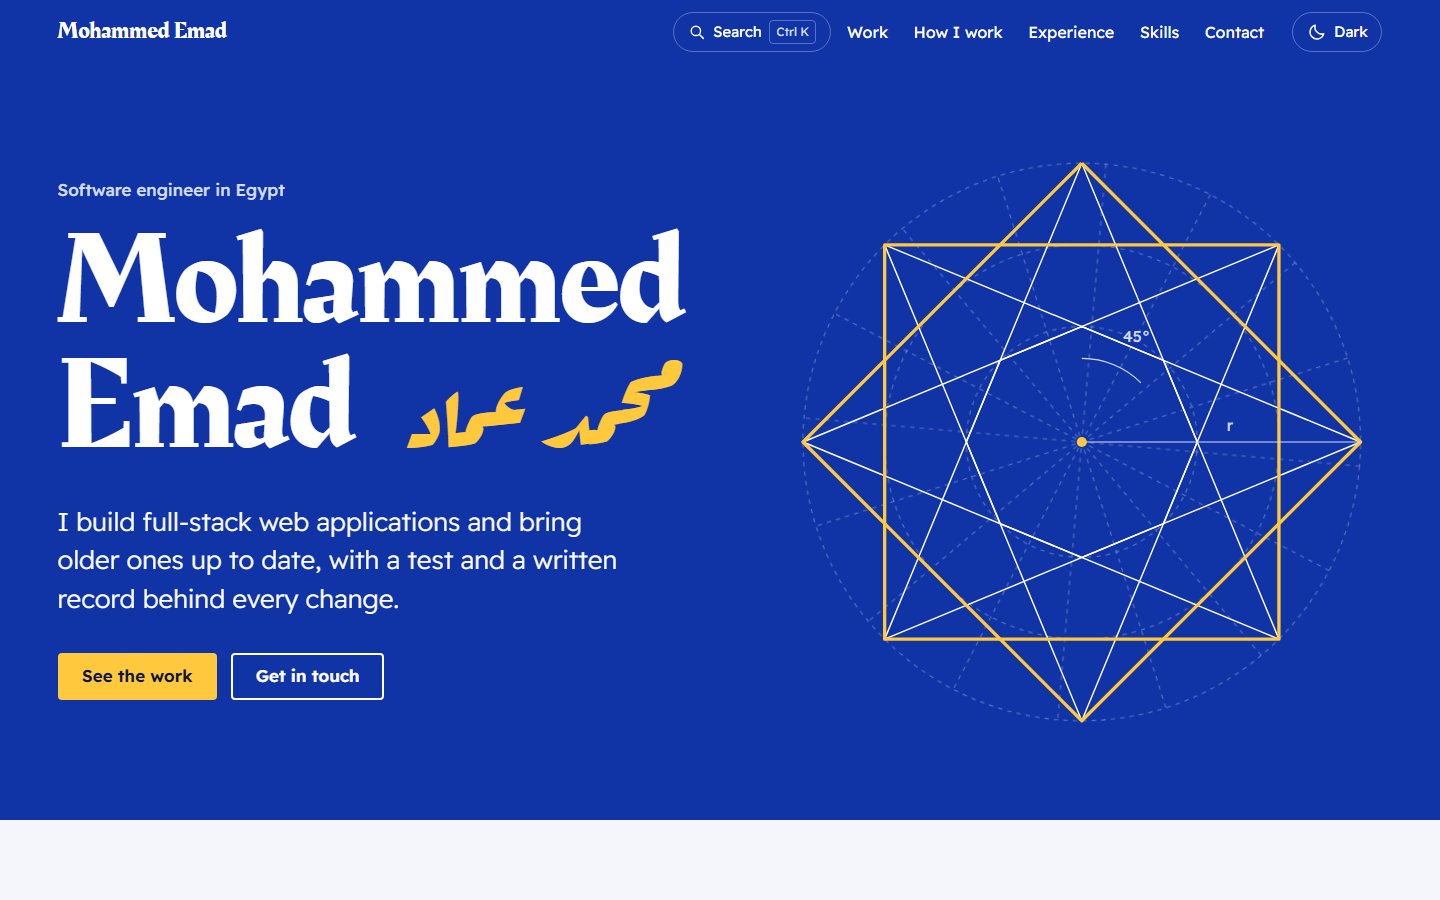 Mohammed Emad
Search Ctrl K Work How I work Experience Skills Contact Dark
Software engineer in Egypt
Mohammed
Emad محمد عماد
I build full-stack web applications and bring
older ones up to date, with a test and a written
record behind every change.
See the work Get in touch
45°
r